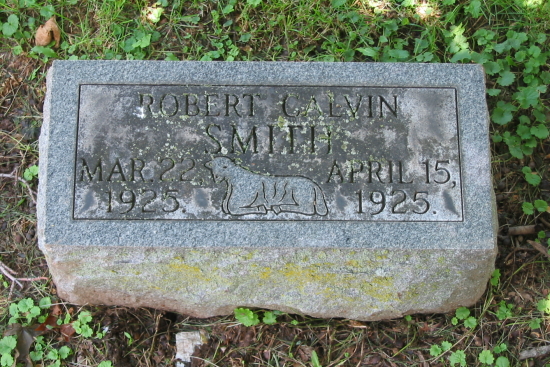 ROBERT CALVIN
SMITH
MAR. 22, APRIL 15,
1925. 1925.